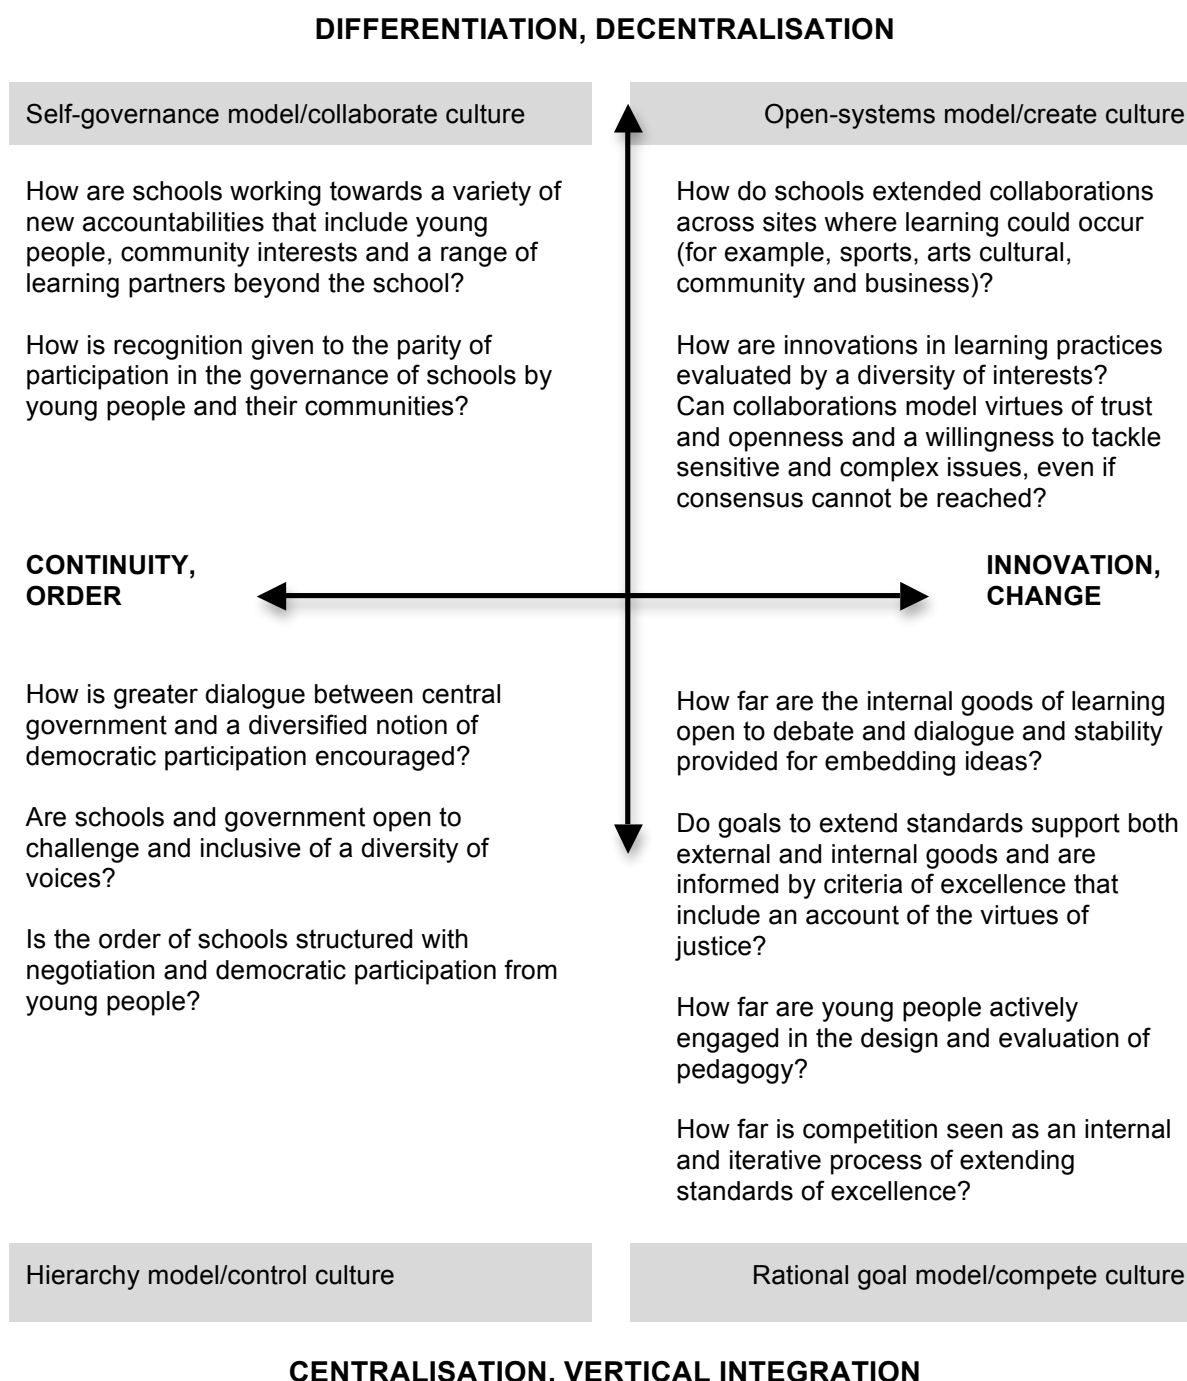 DIFFERENTIATION, DECENTRALISATION
Self-governance model/collaborate culture
Open-systems model/create culture
How are schools working towards a variety of
new accountabilities that include young
people, community interests and a range of
learning partners beyond the school?
How is recognition given to the parity of
participation in the governance of schools by
young people and their communities?
How do schools extended collaborations
across sites where learning could occur
(for example, sports, arts cultural,
community and business)?
How are innovations in learning practices
evaluated by a diversity of interests?
Can collaborations model virtues of trust
and openness and a willingness to tackle
sensitive and complex issues, even if
consensus cannot be reached?
CONTINUITY,
ORDER
INNOVATION,
CHANGE
How is greater dialogue between central
government and a diversified notion of
democratic participation encouraged?
Are schools and government open to
challenge and inclusive of a diversity of
voices?
Is the order of schools structured with
negotiation and democratic participation from
young people?
How far are the internal goods of learning
open to debate and dialogue and stability
provided for embedding ideas?
Do goals to extend standards support both
external and internal goods and are
informed by criteria of excellence that
include an account of the virtues of
justice?
How far are young people actively
engaged in the design and evaluation of
pedagogy?
How far is competition seen as an internal
and iterative process of extending
standards of excellence?
Hierarchy model/control culture
Rational goal model/compete culture
CENTRALISATION, VERTICAL INTEGRATION